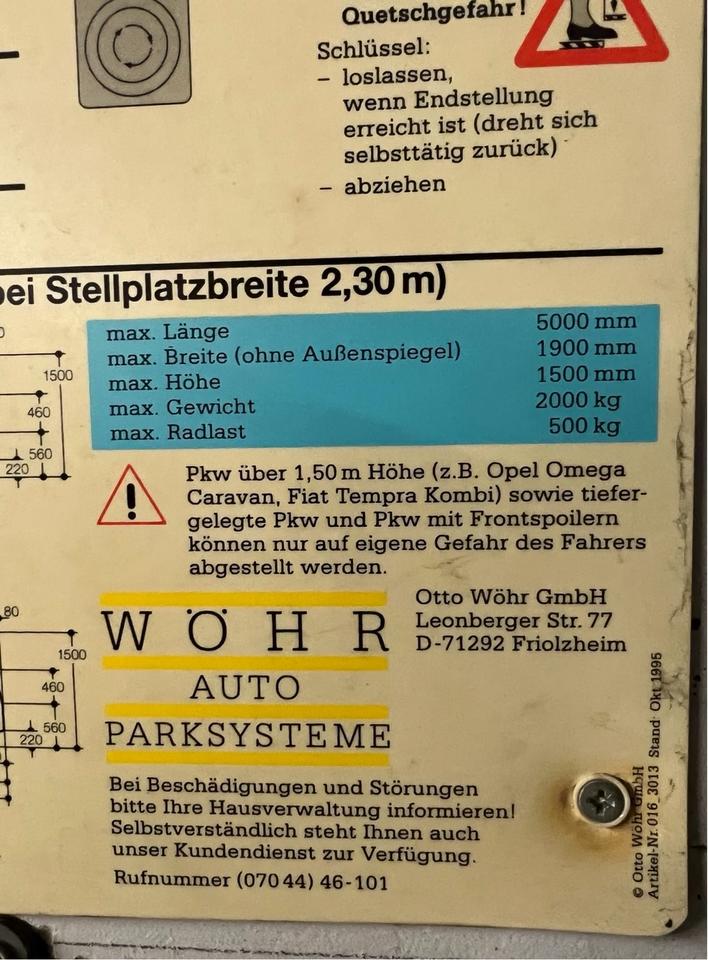 Quetschgefahr!
Schlüssel:
– loslassen,
wenn Endstellung
erreicht ist (dreht sich
selbsttätig zurück)
– abziehen
bei Stellplatzbreite 2,30 m)
max. Länge 5000 mm
max. Breite (ohne Außenspiegel) 1900 mm
max. Höhe 1500 mm
max. Gewicht 2000 kg
max. Radlast 500 kg
1500
460
560
220
Pkw über 1,50 m Höhe (z.B. Opel Omega
Caravan, Fiat Tempra Kombi) sowie tiefer-
gelegte Pkw und Pkw mit Frontspoilern
können nur auf eigene Gefahr des Fahrers
abgestellt werden.
80
1500
460
560
220
WÖHR
AUTO
PARKSYSTEME
Otto Wöhr GmbH
Leonberger Str. 77
D-71292 Friolzheim
Bei Beschädigungen und Störungen
bitte Ihre Hausverwaltung informieren!
Selbstverständlich steht Ihnen auch
unser Kundendienst zur Verfügung.
Rufnummer (070 44) 46-101
© Otto Wöhr GmbH
Artikel-Nr. 016_3013 Stand: Okt 1995